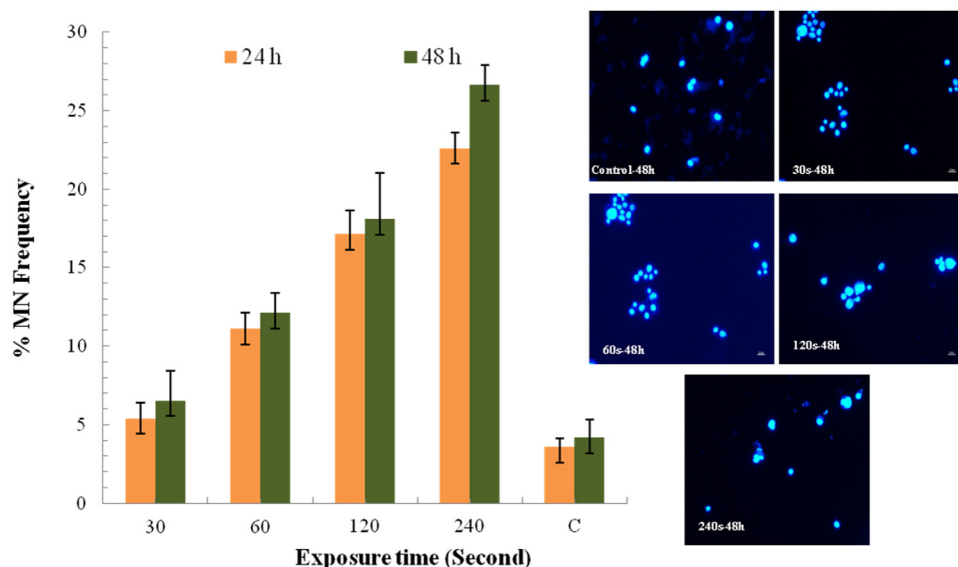 30
25
20
15
10
5
0
% MN Frequency
24 h
48 h
30
60
120
240
C
Exposure time (Second)
Control-48h
30s-48h
60s-48h
120s-48h
240s-48h